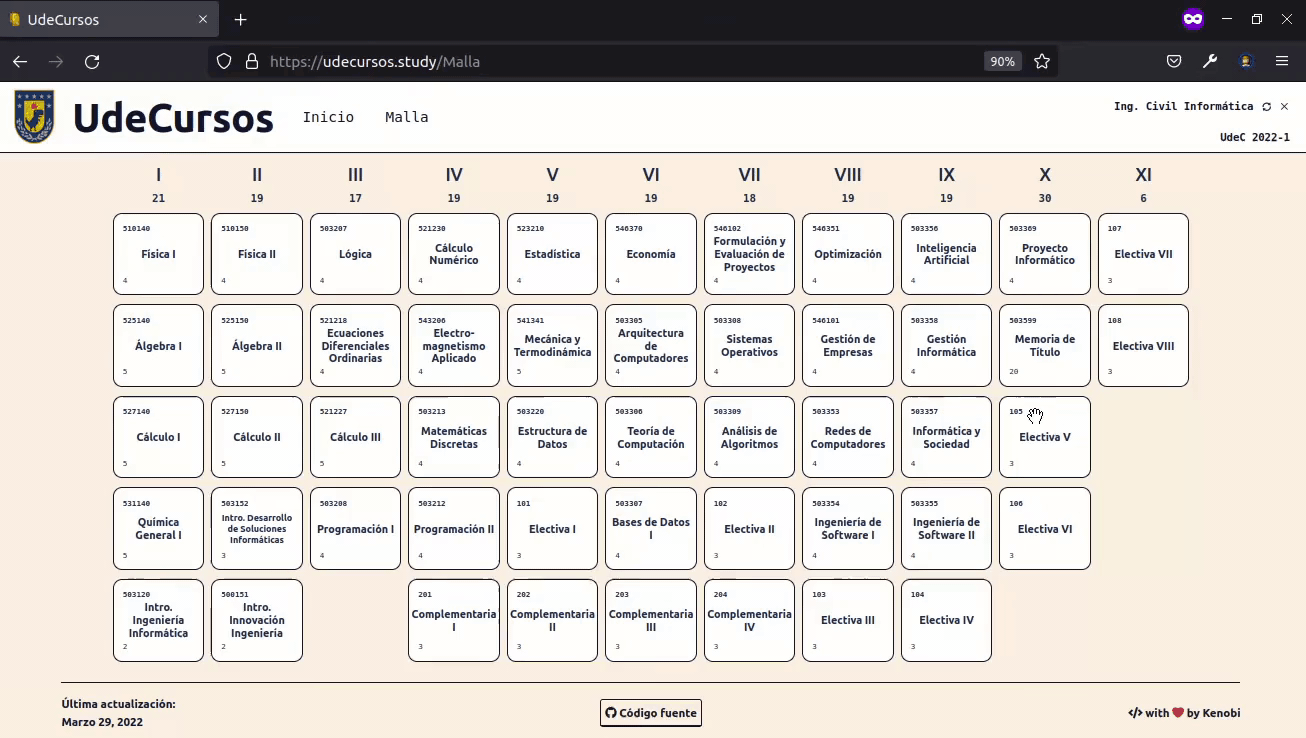 UdeCursos
https://udecursos.study/Malla
90%
UdeCursos
Inicio
Malla
Ing. Civil Informática
UdeC 2022-1
I II III IV V VI VII VIII IX X XI
21 19 17 19 19 19 18 19 19 30 6
510140
Física I
4
510150
Física II
4
503207
Lógica
4
521230
Cálculo
Numérico
4
523210
Estadística
4
546370
Economía
4
546102
Formulación y
Evaluación de
Proyectos
4
546351
Optimización
4
503356
Inteligencia
Artificial
4
503369
Proyecto
Informático
4
107
Electiva VII
3
525140
Álgebra I
5
525150
Álgebra II
5
521218
Ecuaciones
Diferenciales
Ordinarias
4
543206
Electro-
magnetismo
Aplicado
4
541341
Mecánica y
Termodinámica
5
503305
Arquitectura
de
Computadores
4
503308
Sistemas
Operativos
4
546101
Gestión de
Empresas
4
503358
Gestión
Informática
4
503599
Memoria de
Título
20
108
Electiva VIII
3
527140
Cálculo I
5
527150
Cálculo II
5
521227
Cálculo III
5
503213
Matemáticas
Discretas
4
503220
Estructura de
Datos
4
503306
Teoría de
Computación
4
503309
Análisis de
Algoritmos
4
503353
Redes de
Computadores
4
503357
Informática y
Sociedad
4
105
Electiva V
3
531140
Química
General I
5
503152
Intro. Desarrollo
de Soluciones
Informáticas
3
503208
Programación I
4
503212
Programación II
4
101
Electiva I
3
503307
Bases de Datos
I
4
102
Electiva II
3
503354
Ingeniería de
Software I
4
503355
Ingeniería de
Software II
4
106
Electiva VI
3
503120
Intro.
Ingeniería
Informática
2
500151
Intro.
Innovación
Ingeniería
2
201
Complementaria
I
3
202
Complementaria
II
3
203
Complementaria
III
3
204
Complementaria
IV
3
103
Electiva III
3
104
Electiva IV
3
Última actualización:
Marzo 29, 2022
Código fuente
</> with ❤ by Kenobi